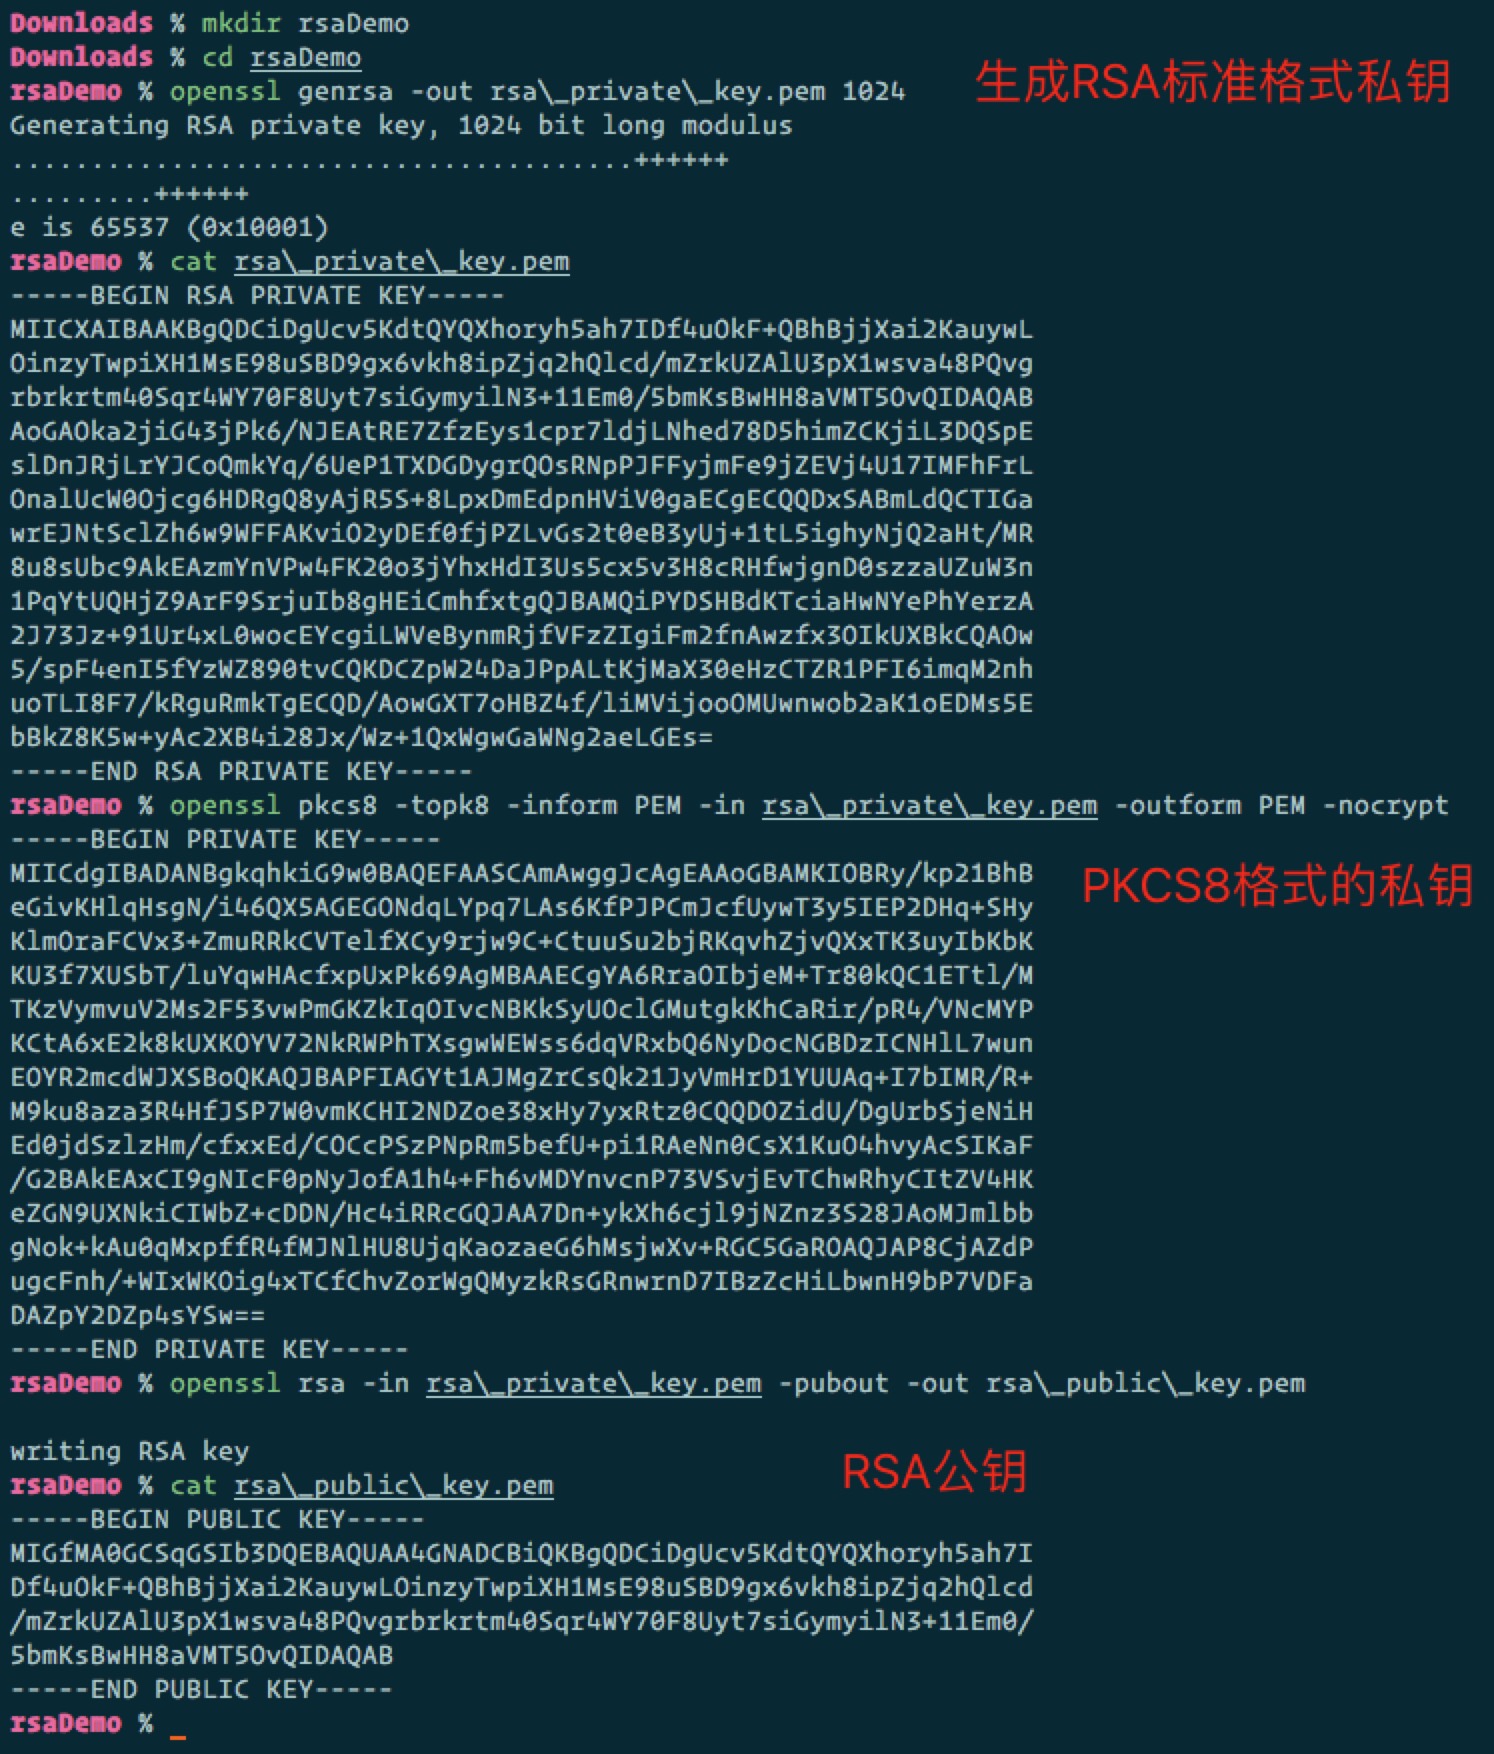 Downloads % mkdir rsaDemo
Downloads % cd rsaDemo
rsaDemo % openssl genrsa -out rsa\_private\_key.pem 1024
生成RSA标准格式私钥
Generating RSA private key, 1024 bit long modulus
.......................................++++++
.........++++++
e is 65537 (0x10001)
rsaDemo % cat rsa\_private\_key.pem
-----BEGIN RSA PRIVATE KEY-----
MIICXAIBAAKBgQDCiDgUcv5KdtQYQXhoryh5ah7IDf4uOkF+QBhBjjXai2KauywL
OinzyTwpiXH1MsE98uSBD9gx6vkh8ipZjq2hQlcd/mZrkUZAlU3pX1wsva48PQvg
rbrkrtm40Sqr4WY70F8Uyt7siGymyilN3+11Em0/5bmKsBwHH8aVMT5OvQIDAQAB
AoGAOka2jiG43jPk6/NJEAtRE7ZfzEys1cpr7ldjLNhed78D5himZCKjiL3DQSpE
slDnJRjLrYJCoQmkYq/6UeP1TXDGDygrQOsRNpPJFFyjmFe9jZEVj4U17IMFhFrL
OnalUcW0Ojcg6HDRgQ8yAjR5S+8LpxDmEdpnHViV0gaECgECQQDxSABmLdQCTIGa
wrEJNtSclZh6w9WFFAKviO2yDEf0fjPZLvGs2t0eB3yUj+1tL5ighyNjQ2aHt/MR
8u8sUbc9AkEAzmYnVPw4FK20o3jYhxHdI3Us5cx5v3H8cRHfwjgnD0szzaUZuW3n
1PqYtUQHjZ9ArF9SrjuIb8gHEiCmhfxtgQJBAMQiPYDSHBdKTciaHwNYePhYerzA
2J73Jz+91Ur4xL0wocEYcgiLWVeBynmRjfVFzZIgiFm2fnAwzfx3OIkUXBkCQAOw
5/spF4enI5fYzWZ890tvCQKDCZpW24DaJPpALtKjMaX30eHzCTZR1PFI6imqM2nh
uoTLI8F7/kRguRmkTgECQD/AowGXT7oHBZ4f/liMVijooOMUwnwob2aK1oEDMs5E
bBkZ8K5w+yAc2XB4i28Jx/Wz+1QxWgwGaWNg2aeLGEs=
-----END RSA PRIVATE KEY-----
rsaDemo % openssl pkcs8 -topk8 -inform PEM -in rsa\_private\_key.pem -outform PEM -nocrypt
-----BEGIN PRIVATE KEY-----
PKCS8格式的私钥
MIICdgIBADANBgkqhkiG9w0BAQEFAASCAmAwggJcAgEAAoGBAMKIOBRy/kp21BhB
eGivKHlqHsgN/i46QX5AGEGONdqLYpq7LAs6KfPJPCmJcfUywT3y5IEP2DHq+SHy
KlmOraFCVx3+ZmuRRkCVTelfXCy9rjw9C+CtuuSu2bjRKqvhZjvQXxTK3uyIbKbK
KU3f7XUSbT/luYqwHAcfxpUxPk69AgMBAAECgYA6RraOIbjeM+Tr80kQC1ETtl/M
TKzVymvuV2Ms2F53vwPmGKZkIqOIvcNBKkSyUOclGMutgkKhCaRir/pR4/VNcMYP
KCtA6xE2k8kUXKOYV72NkRWPhTXsgwWEWss6dqVRxbQ6NyDocNGBDzICNHlL7wun
EOYR2mcdWJXSBoQKAQJBAPFIAGYt1AJMgZrCsQk21JyVmHrD1YUUAq+I7bIMR/R+
M9ku8aza3R4HfJSP7W0vmKCHI2NDZoe38xHy7yxRtz0CQQDOZidU/DgUrbSjeNiH
Ed0jdSzlzHm/cfxxEd/COCcPSzPNpRm5befU+pi1RAeNn0CsX1KuO4hvyAcSIKaF
/G2BAkEAxCI9gNIcF0pNyJofA1h4+Fh6vMDYnvcnP73VSvjEvTChwRhyCItZV4HK
eZGN9UXNkiCIWbZ+cDDN/Hc4iRRcGQJAA7Dn+ykXh6cjl9jNZnz3S28JAoMJmlbb
gNok+kAu0qMxpffR4fMJNlHU8UjqKaozaeG6hMsjwXv+RGC5GaROAQJAP8CjAZdP
ugcFnh/+WIxWKOig4xTCfChvZorWgQMyzkRsGRnwrnD7IBzZcHiLbwnH9bP7VDFa
DAZpY2DZp4sYSw==
-----END PRIVATE KEY-----
rsaDemo % openssl rsa -in rsa\_private\_key.pem -pubout -out rsa\_public\_key.pem
writing RSA key
RSA公钥
rsaDemo % cat rsa\_public\_key.pem
-----BEGIN PUBLIC KEY-----
MIGfMA0GCSqGSIb3DQEBAQUAA4GNADCBiQKBgQDCiDgUcv5KdtQYQXhoryh5ah7I
Df4uOkF+QBhBjjXai2KauywLOinzyTwpiXH1MsE98uSBD9gx6vkh8ipZjq2hQlcd
/mZrkUZAlU3pX1wsva48PQvgrbrkrtm40Sqr4WY70F8Uyt7siGymyilN3+11Em0/
5bmKsBwHH8aVMT5OvQIDAQAB
-----END PUBLIC KEY-----
rsaDemo %